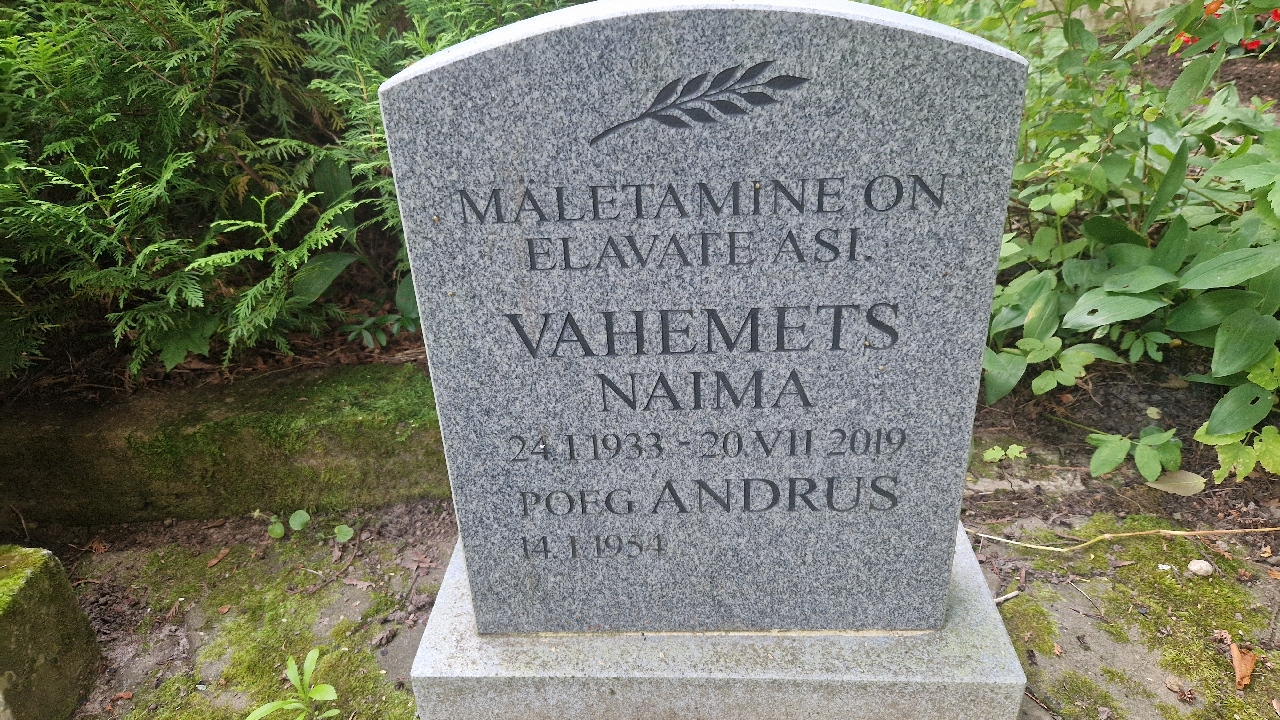 MÄLETAMINE ON
ELAVATE ASI.
VAHEMETS
NAIMA
24.I 1933 - 20.VII 2019
POEG ANDRUS
14.I.1954